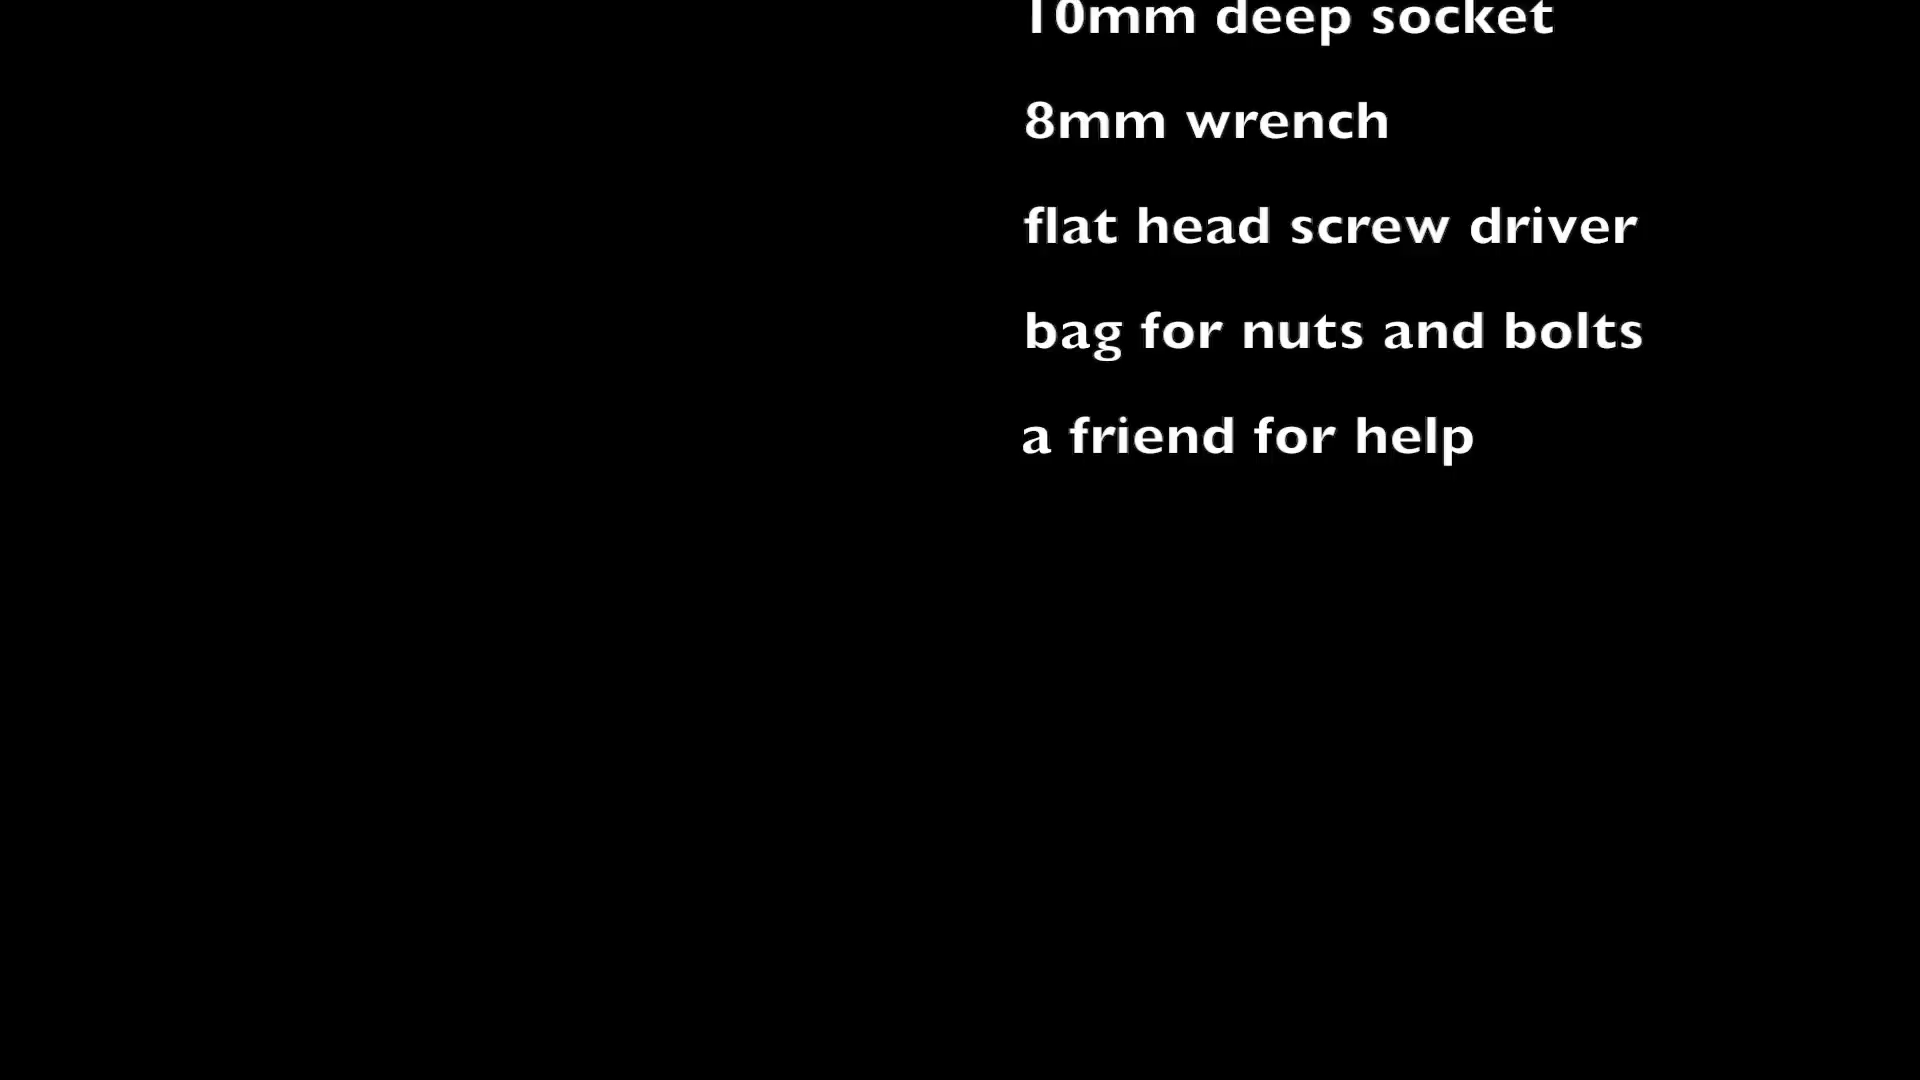 10mm deep socket
8mm wrench
flat head screw driver
bag for nuts and bolts
a friend for help